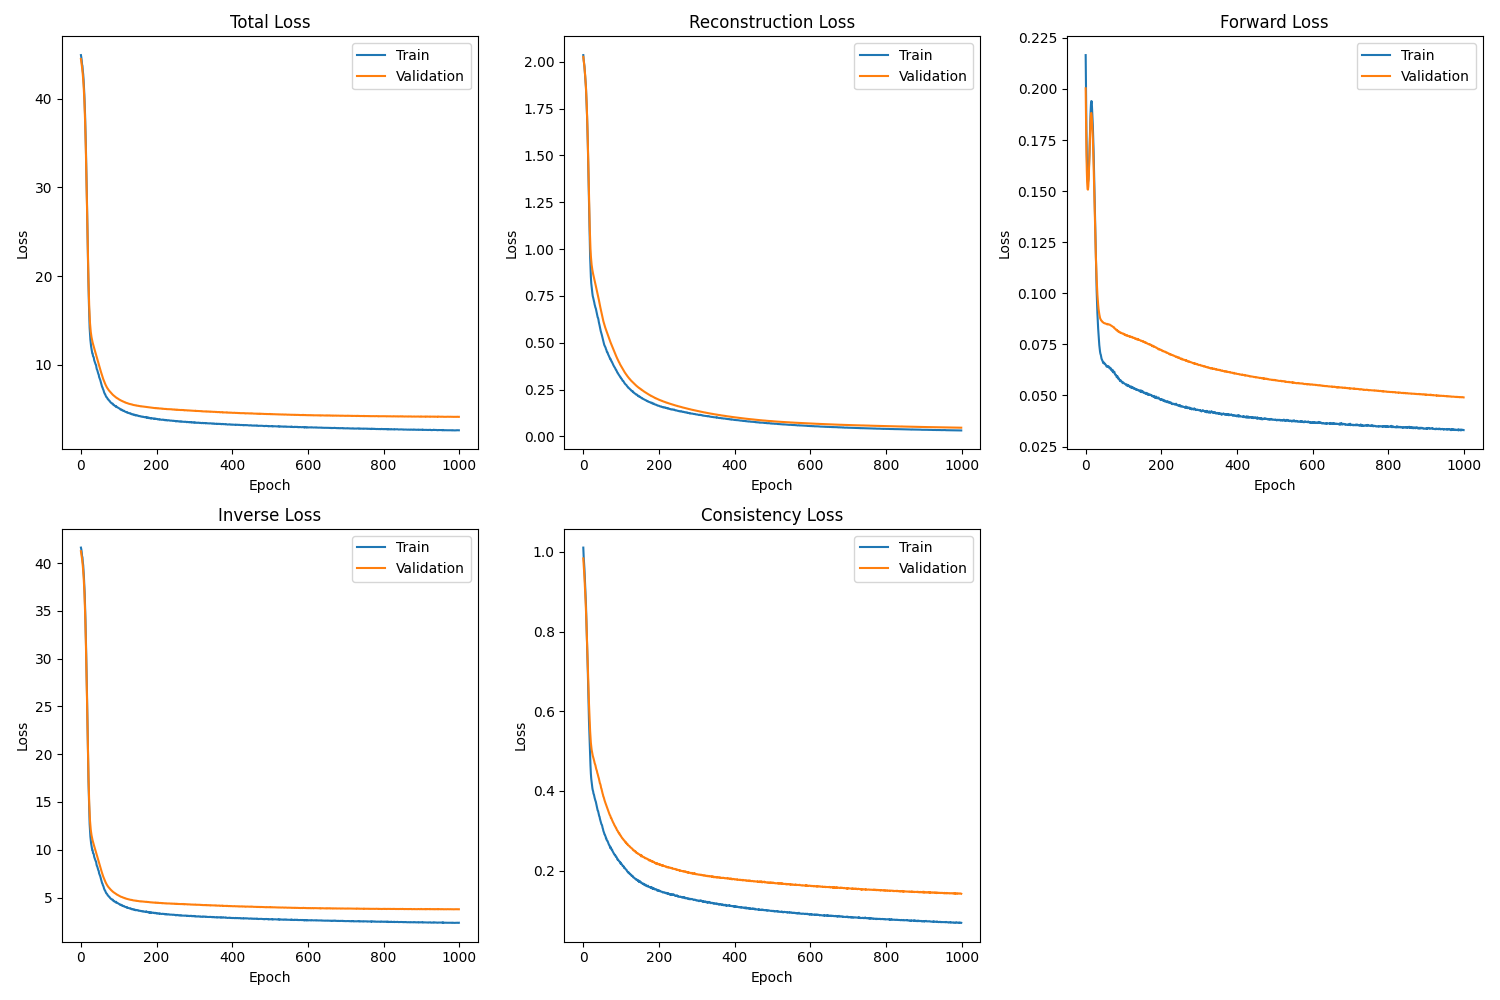 Total Loss
Loss
40
30
20
10
0
200
400
600
800
1000
Epoch
Train
Validation
Reconstruction Loss
Loss
2.00
1.75
1.50
1.25
1.00
0.75
0.50
0.25
0.00
0
200
400
600
800
1000
Epoch
Train
Validation
Forward Loss
Loss
0.225
0.200
0.175
0.150
0.125
0.100
0.075
0.050
0.025
0
200
400
600
800
1000
Epoch
Train
Validation
Inverse Loss
Loss
40
35
30
25
20
15
10
5
0
200
400
600
800
1000
Epoch
Train
Validation
Consistency Loss
Loss
1.0
0.8
0.6
0.4
0.2
0
200
400
600
800
1000
Epoch
Train
Validation